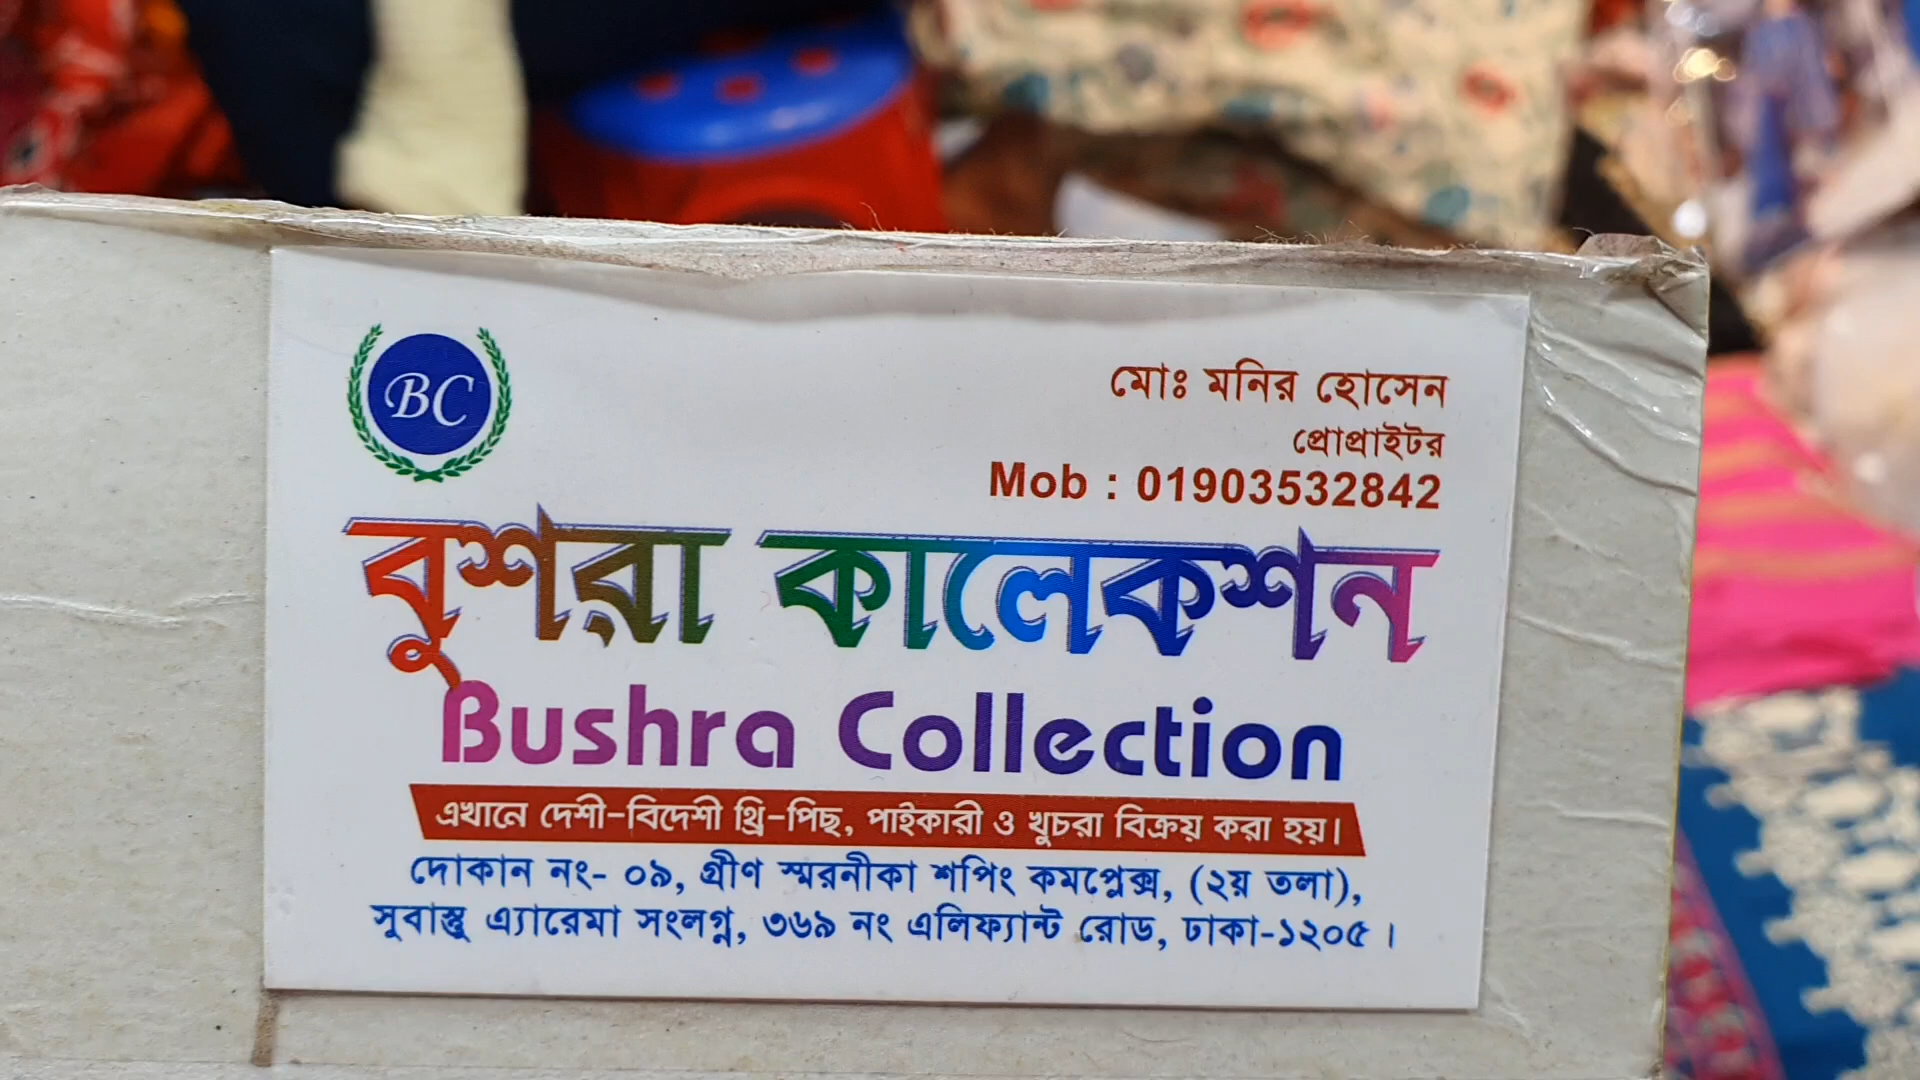 BC
মোঃ মনির হোসেন
প্রোপ্রাইটর
Mob : 01903532842
বুশরা কালেকশন
Bushra Collection
এখানে দেশী-বিদেশী থ্রি-পিছ, পাইকারী ও খুচরা বিক্রয় করা হয়।
দোকান নং- ০৯, গ্রীণ স্মরনীকা শপিং কমপ্লেক্স, (২য় তলা),
সুবাস্তু এ্যারেমা সংলগ্ন, ৩৬৯ নং এলিফ্যান্ট রোড, ঢাকা-১২০৫ ।